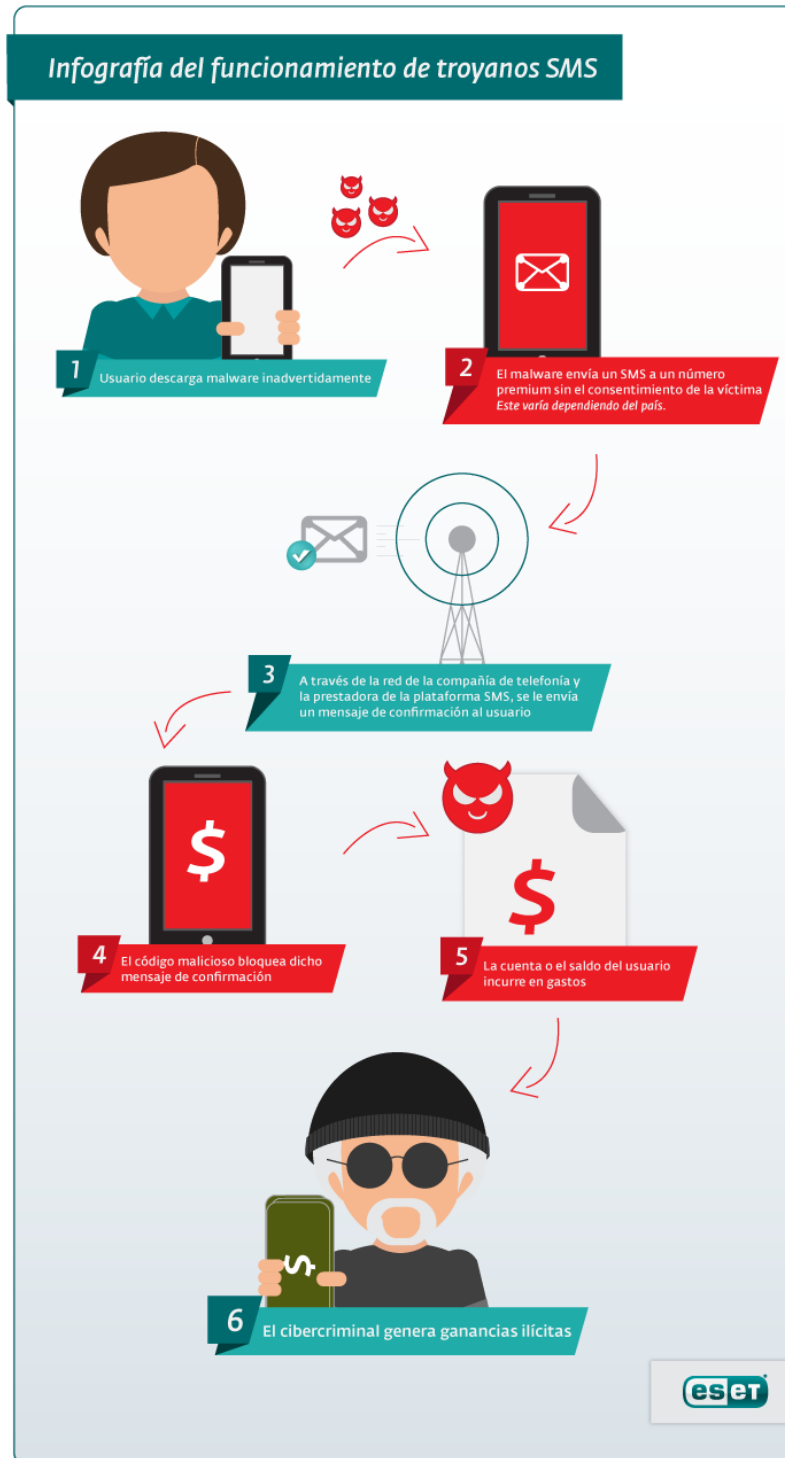 Infografía del funcionamiento de troyanos SMS
1
Usuario descarga malware inadvertidamente
2
El malware envía un SMS a un número
premium sin el consentimiento de la víctima
Este varía dependiendo del país.
3
A través de la red de la compañía de telefonía y
la prestadora de la plataforma SMS, se le envía
un mensaje de confirmación al usuario
$
4
El código malicioso bloquea dicho
mensaje de confirmación
$
5
La cuenta o el saldo del usuario
incurre en gastos
$
6
El cibercriminal genera ganancias ilícitas
eset